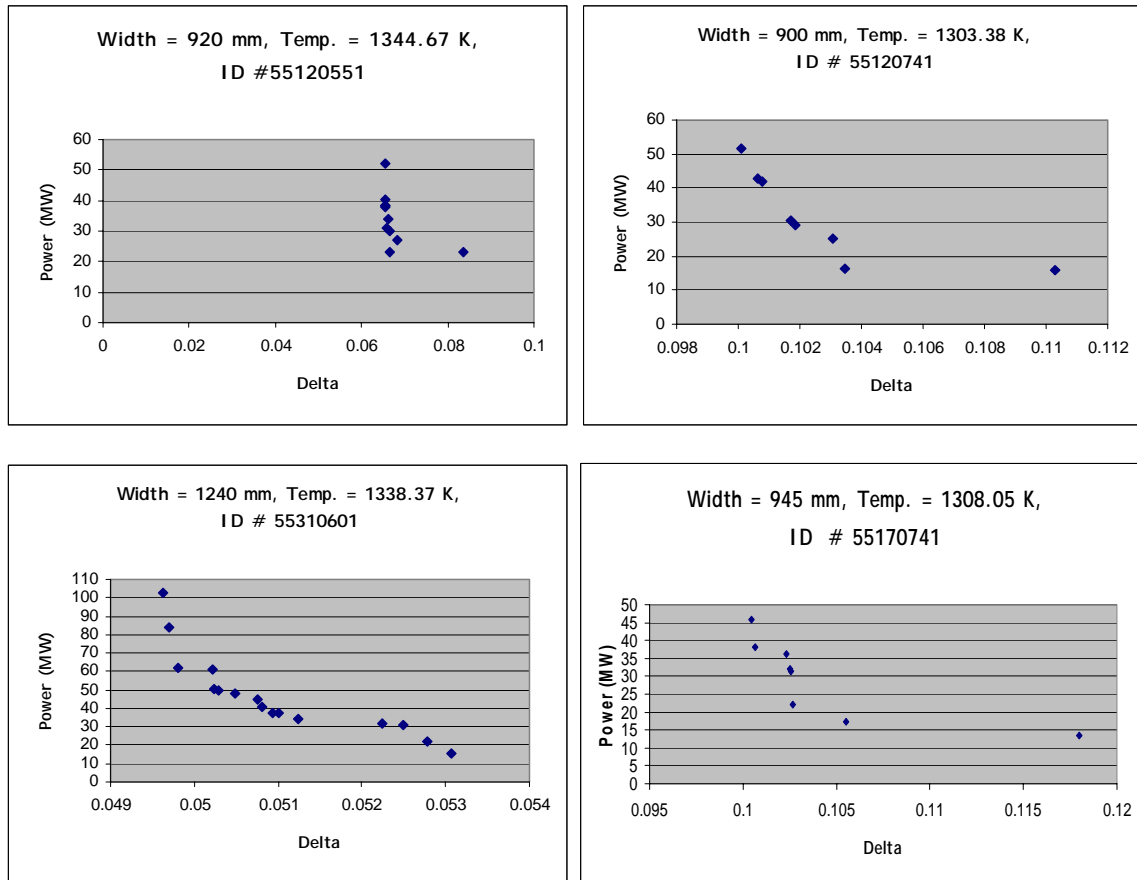 Width = 920 mm, Temp. = 1344.67 K,
ID #55120551
60
50
40
30
20
10
0
Power (MW)
0 0.02 0.04 0.06 0.08 0.1
Delta
Width = 900 mm, Temp. = 1303.38 K,
ID # 55120741
60
50
40
30
20
10
0
Power (MW)
0.098 0.1 0.102 0.104 0.106 0.108 0.11 0.112
Delta
Width = 1240 mm, Temp. = 1338.37 K,
ID # 55310601
110
100
90
80
70
60
50
40
30
20
10
0
Power (MW)
0.049 0.05 0.051 0.052 0.053 0.054
Delta
Width = 945 mm, Temp. = 1308.05 K,
ID # 55170741
50
45
40
35
30
25
20
15
10
5
0
Power (MW)
0.095 0.1 0.105 0.11 0.115 0.12
Delta